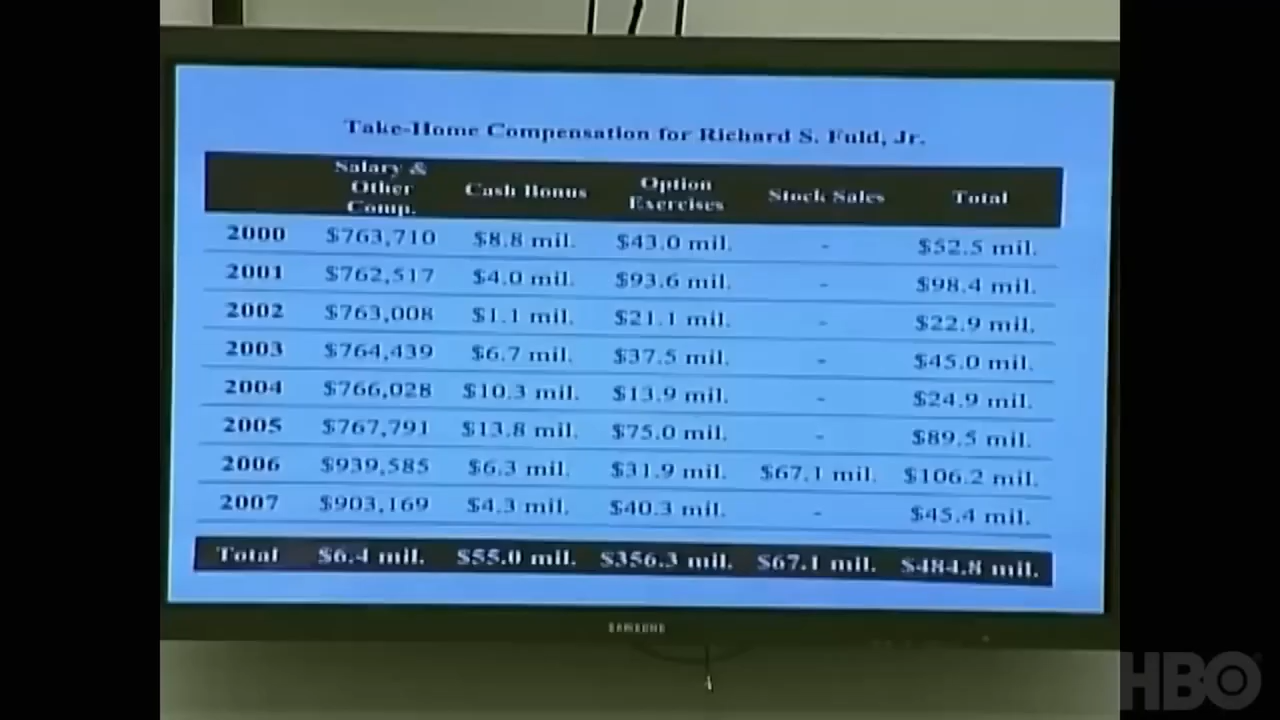 Take-Home Compensation for Richard S. Fuld, Jr.
Salary & Other Comp. Cash Bonus Option Exercises Stock Sales Total
2000 $763,710 $8.8 mil. $43.0 mil. - $52.5 mil.
2001 $762,517 $4.0 mil. $93.6 mil. - $98.4 mil.
2002 $763,008 $1.1 mil. $21.1 mil. - $22.9 mil.
2003 $764,439 $6.7 mil. $37.5 mil. - $45.0 mil.
2004 $766,028 $10.3 mil. $13.9 mil. - $24.9 mil.
2005 $767,791 $13.8 mil. $75.0 mil. - $89.5 mil.
2006 $939,585 $6.3 mil. $31.9 mil. $67.1 mil. $106.2 mil.
2007 $903,169 $4.3 mil. $40.3 mil. - $45.4 mil.
Total $6.4 mil. $55.0 mil. $356.3 mil. $67.1 mil. $484.8 mil.
SAMSUNG
HBO